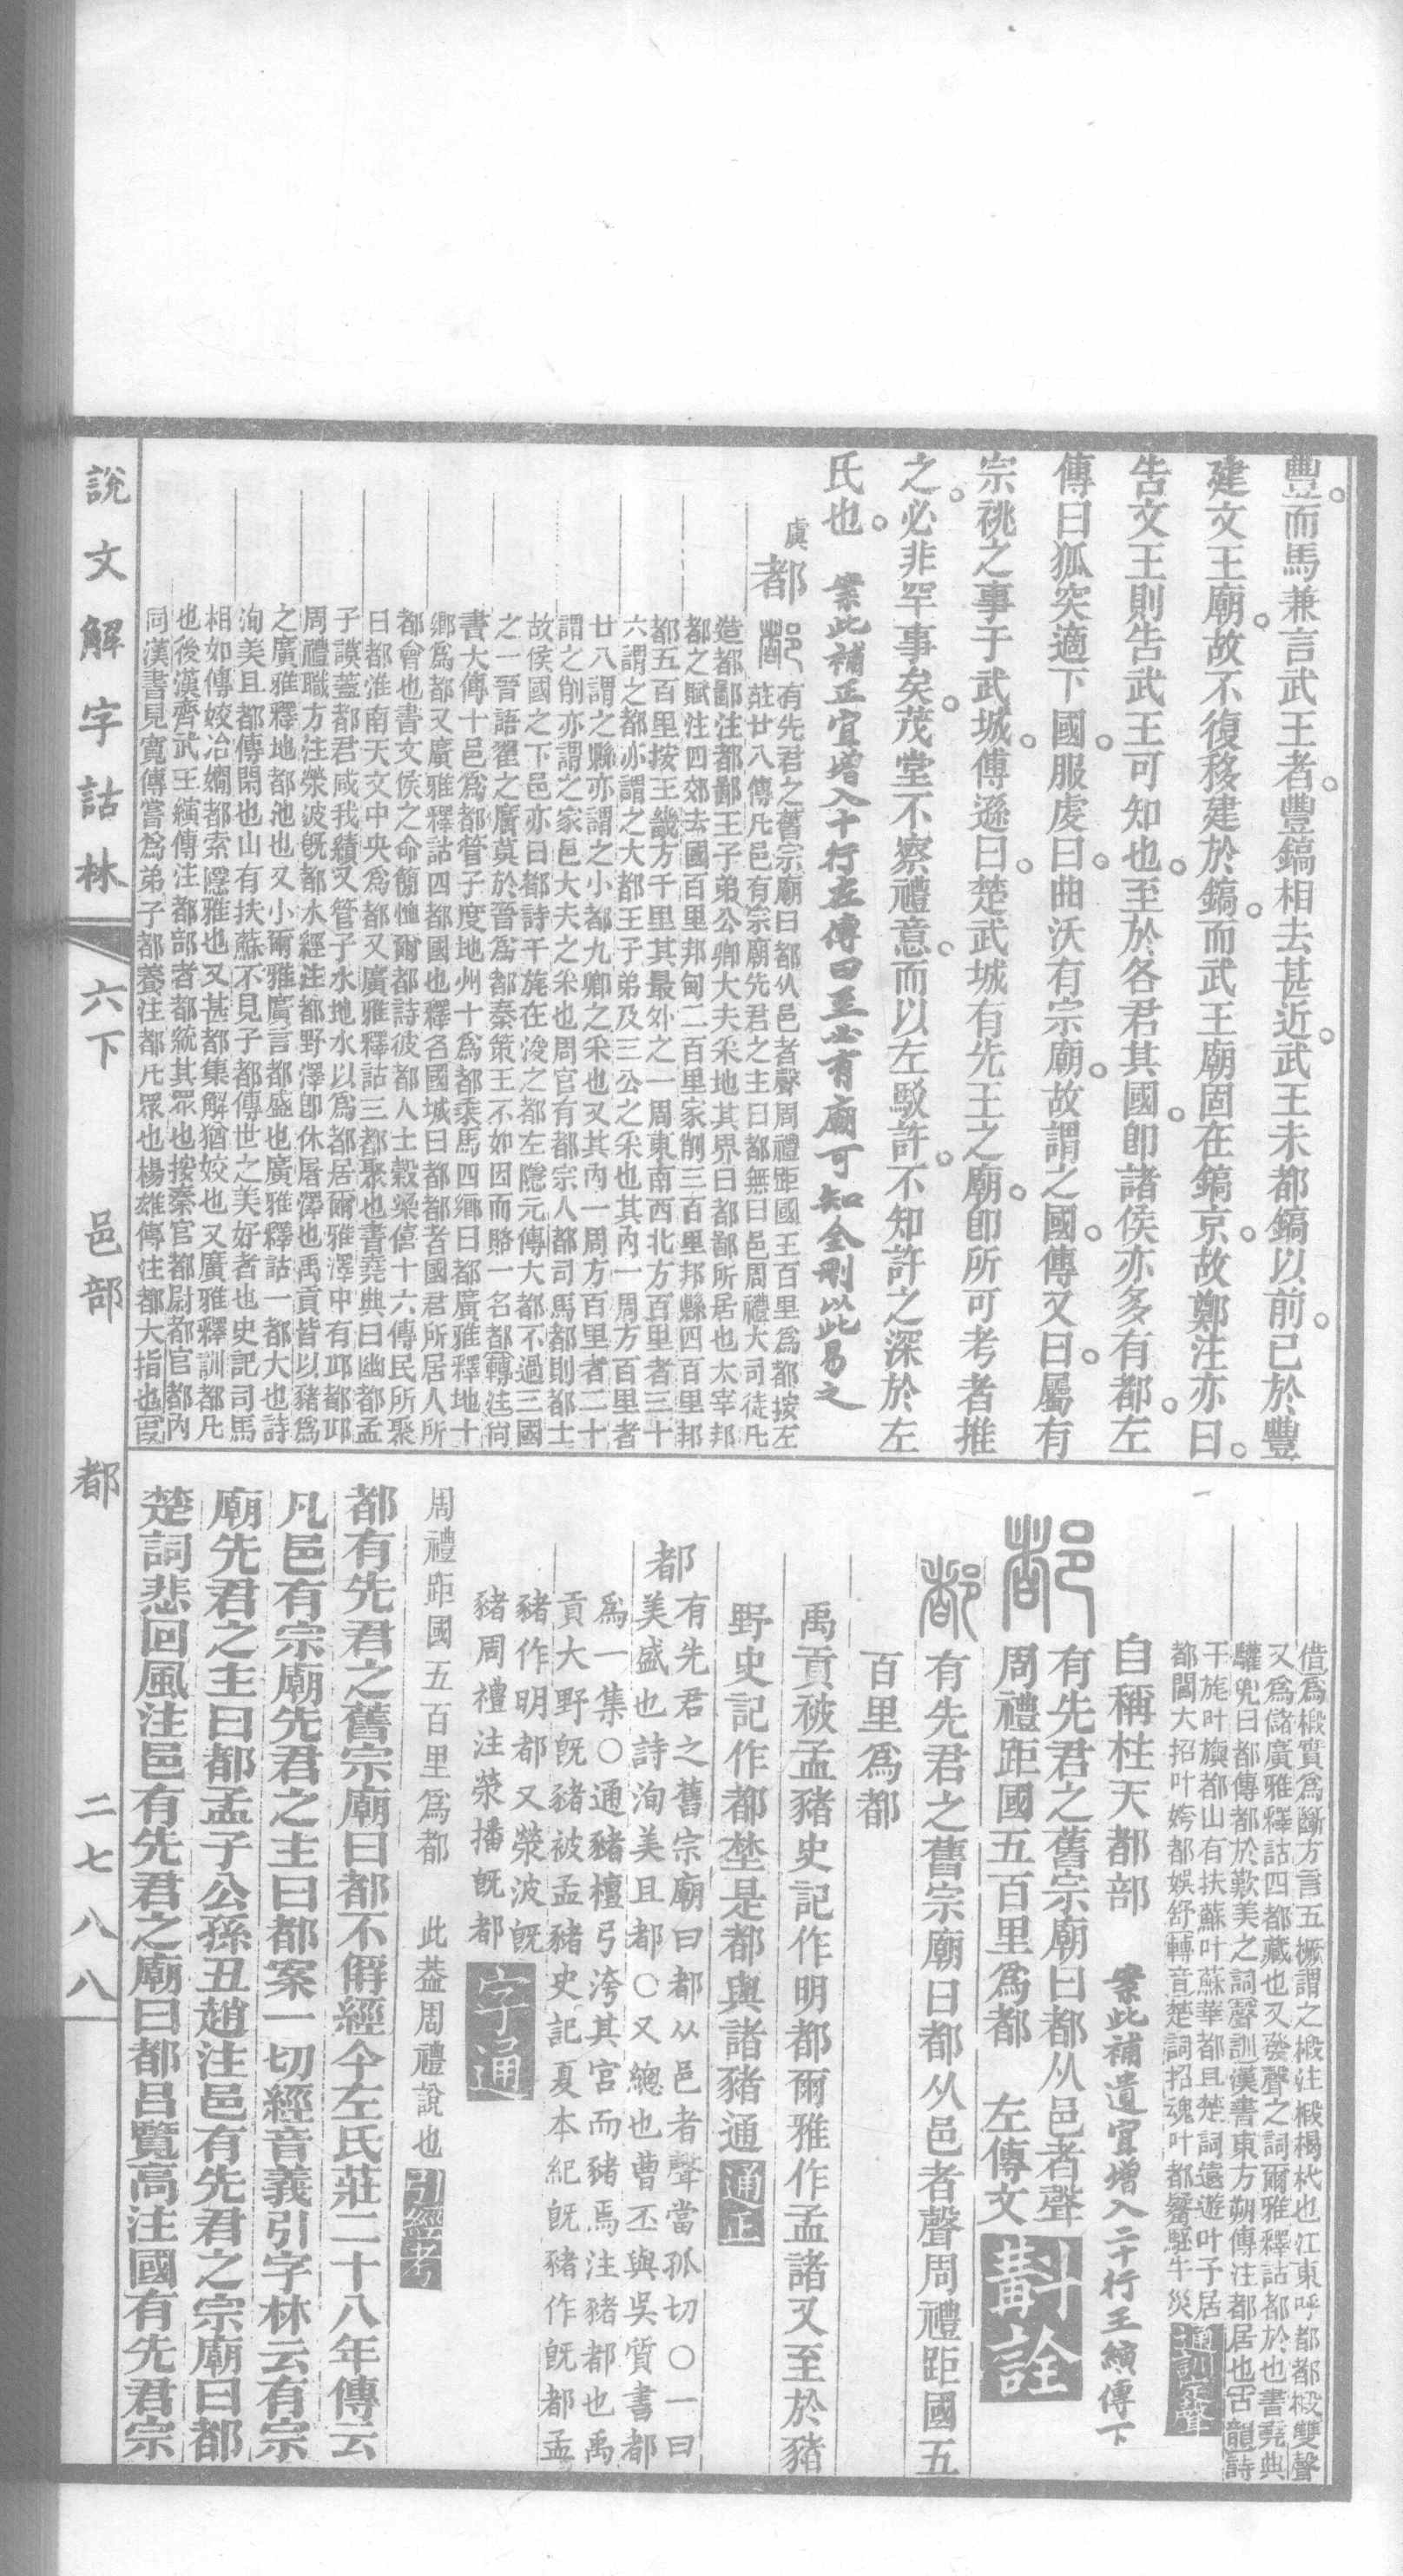 豐。而馬兼言武王者。豐鎬相去甚近。武王未都鎬以前。已於豐
建文王廟。故不復移建於鎬。而武王廟固在鎬京。故鄭注亦曰。
告文王則告武王可知也。至於各君其國。卽諸侯亦多有都。左
傳曰狐突適下國。服虔曰。曲沃有宗廟。故謂之國。傳又曰。屬有
宗祧之事于武城。傅遜曰。楚武城有先王之廟。卽所可考者推
之。必非罕事矣。茂堂不察禮意。而以左駁許。不知許之深於左
氏也。 案此補正宜增入十行左傳曰至必有廟可知全刪以此易之
虞都 有先君之舊宗廟曰都从邑者聲周禮距國王百里爲都按左
莊廿八傳凡邑有宗廟先君之主曰都無曰邑周禮大司徒凡
造都鄙注都鄙王子弟公卿大夫采地其界曰都鄙所居也太宰邦
都之賦注四郊去國百里邦甸二百里家削三百里邦縣四百里邦
都五百里按王畿方千里其最外之一周東南西北方百里者三十
六謂之都亦謂之大都王子弟及三公之采也其內一周方百里者
廿八謂之縣亦謂之小都九卿之采也又其內一周方百里者二十
謂之削亦謂之家邑大夫之采也周官有都宗人都司馬都則都士
故侯國之下邑亦曰都詩干旄在浚之都左隱元傳大都不過三國
之一晉語翟之廣莫於晉爲都秦策王不如因而賂一名都轉注尙
書大傳十邑爲都管子度地州十爲都乘馬四鄉曰都廣雅釋地十
鄉爲都又廣雅釋詁四都國也釋名國城曰都都者國君所居人所
都會也書文侯之命簡恤爾都詩彼都人士穀梁僖十六傳民所聚
曰都淮南天文中央爲都又廣雅釋詁三都聚也書堯典曰幽都孟
子謨蓋都君咸我績又管子水地水以爲都居爾雅澤中有邱都邱
周禮職方注滎波旣都水經注都野澤卽休屠澤也禹貢皆以豬爲
之廣雅釋地都池也又小爾雅廣言都盛也廣雅釋詁一都大也詩
洵美且都傳閑也山有扶蘇不見子都傳世之美好者也史記司馬
相如傳姣冶嫺都索隱雅也又甚都集解猶姣也又廣雅釋訓都凡
也後漢齊武王縯傳注都部者都統其眾也按秦官都尉都官都內
同漢書兒寬傳嘗爲弟子都養注都凡眾也楊雄傳注都大指也叚
借爲椴實爲斷方言五橛謂之椴注椴楬杙也江東呼都都椴雙聲
又爲儲廣雅釋詁四都藏也又發聲之詞爾雅釋詁都於也書堯典
驩兜曰都傳都於歎美之詞聲訓漢書東方朔傳注都居也古韻詩
干旄叶旟都山有扶蘇叶蘇華都且楚詞遠遊叶子居
都閶大招叶姱都娛舒轉音楚詞招魂叶都觺駓牛災 通訓定聲
自稱柱天都部 案此補遺宜增入二十行王縯傳下
有先君之舊宗廟曰都从邑者聲
周禮距國五百里爲都 左傳文 斠詮
有先君之舊宗廟曰都从邑者聲周禮距國五
百里爲都
禹貢被孟豬史記作明都爾雅作孟諸又至於豬
野史記作都埜是都與諸豬通 通正
都 有先君之舊宗廟曰都从邑者聲當孤切〇一曰
美盛也詩洵美且都〇又總也曹丕與吳質書都
爲一集〇通豬檀弓洿其宫而豬焉注豬都也禹
貢大野旣豬被孟豬史記夏本紀旣豬作旣都孟
豬作明都又滎波旣
豬周禮注滎播旣都 字通
周禮距國五百里爲都 此葢周禮說也 引經考
都有先君之舊宗廟曰都不偁經今左氏莊二十八年傳云
凡邑有宗廟先君之主曰都案一切經音義引字林云有宗
廟先君之主曰都孟子公孫丑趙注邑有先君之宗廟曰都
楚詞悲回風注邑有先君之廟曰都呂覽高注國有先君宗
說文解字詁林 六下 邑部 都 二七八八